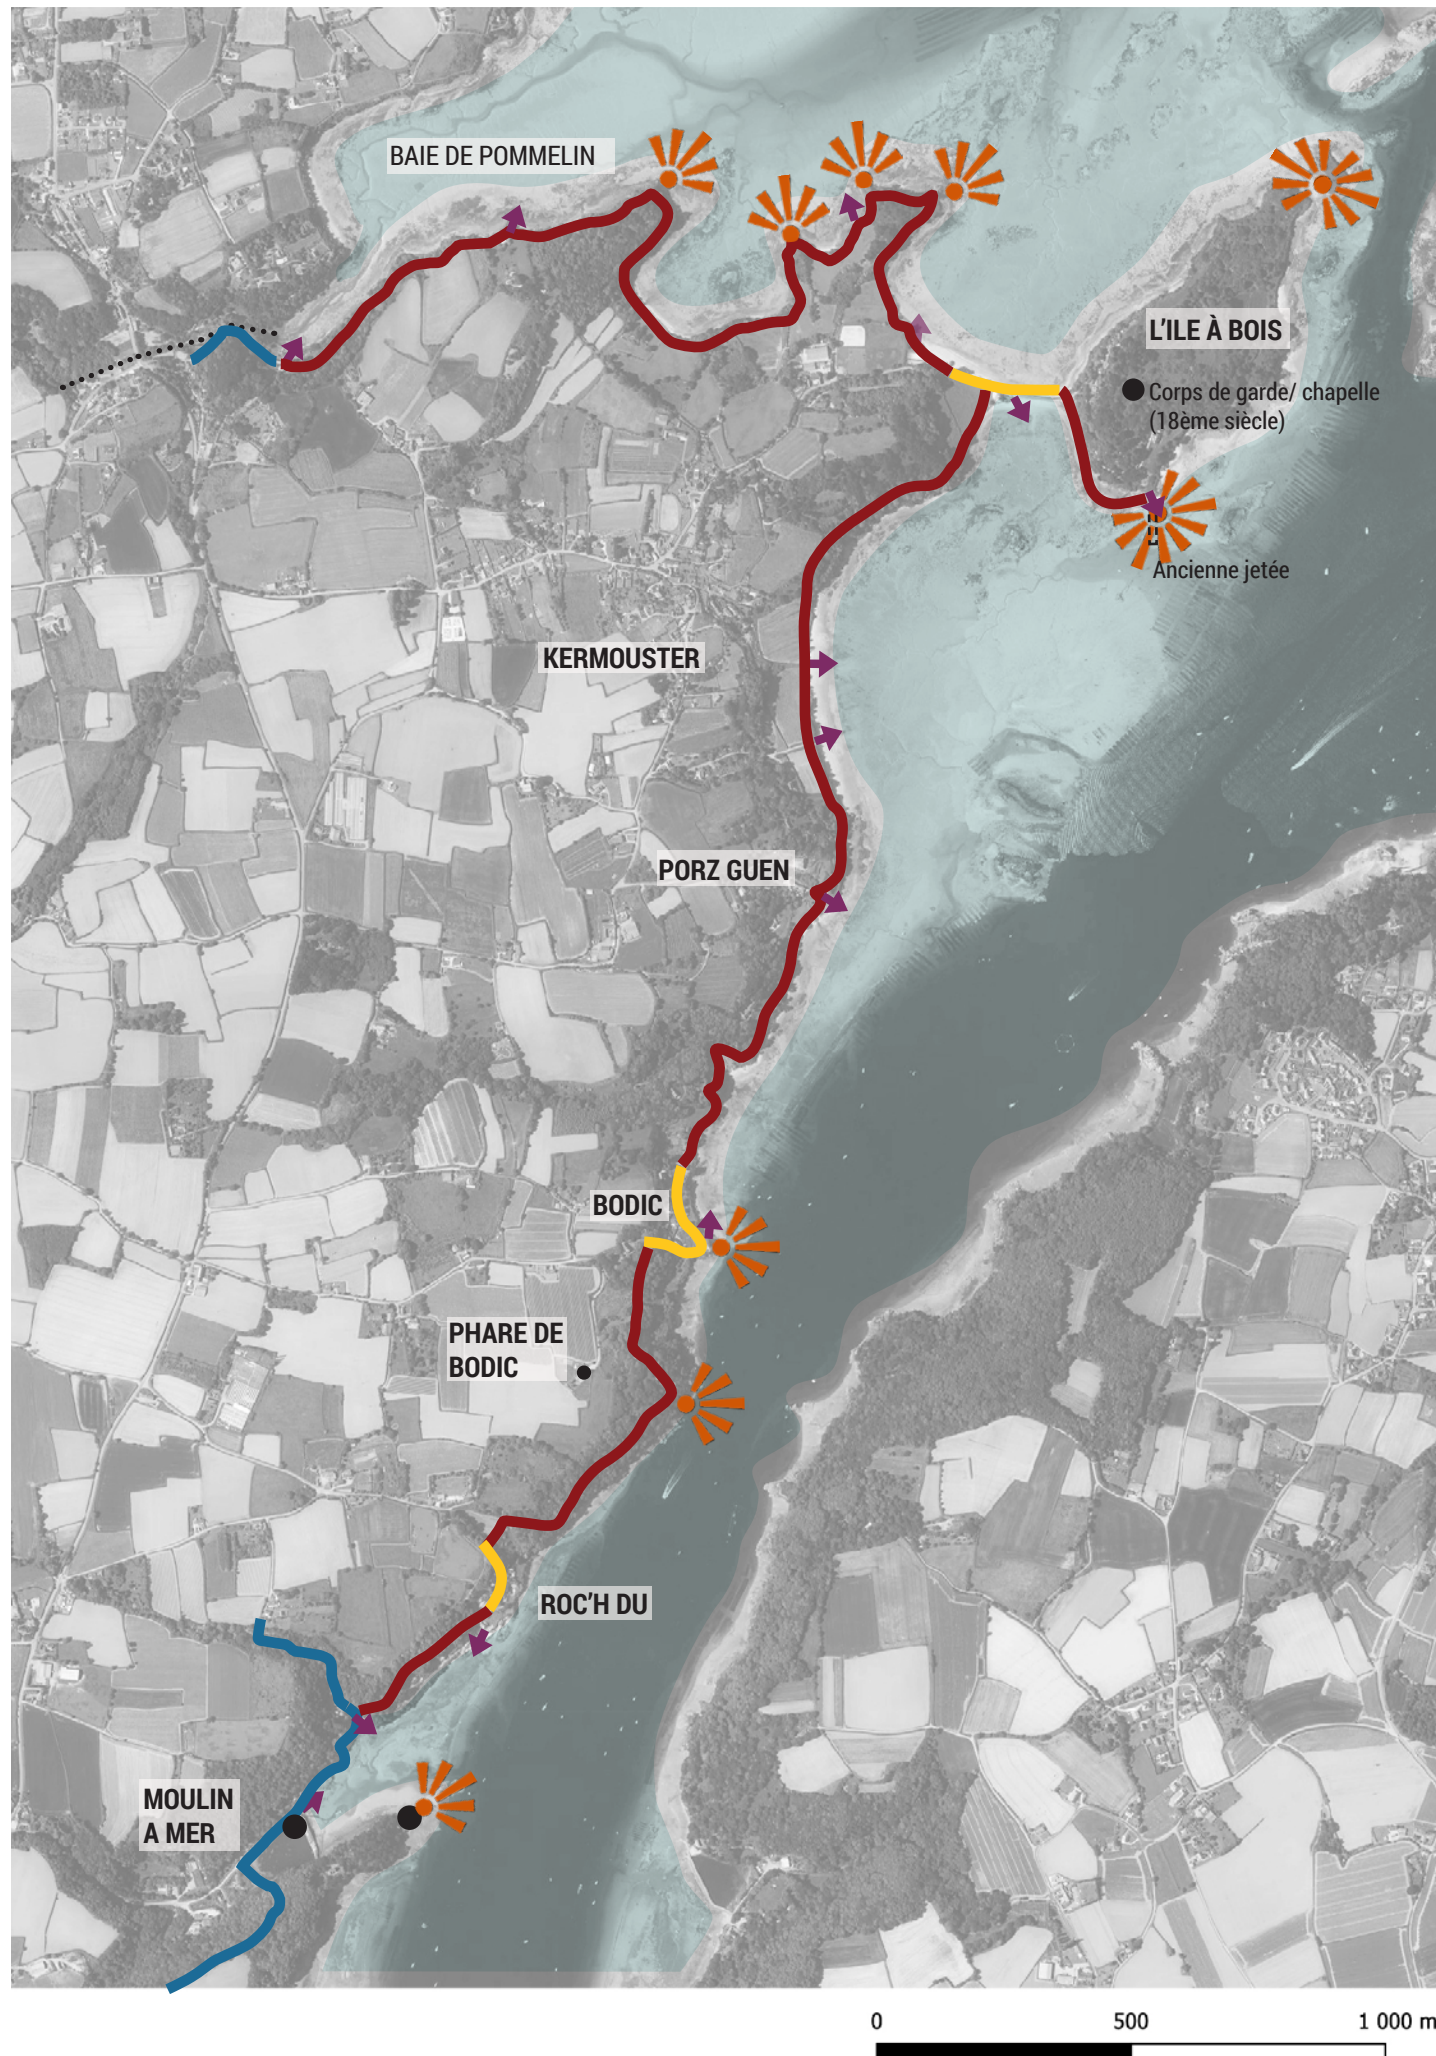 BAIE DE POMMELIN
L'ILE À BOIS
Corps de garde/ chapelle
(18ème siècle)
Ancienne jetée
KERMOUSTER
PORZ GUEN
BODIC
PHARE DE
BODIC
ROC'H DU
MOULIN
A MER
0 500 1 000 m